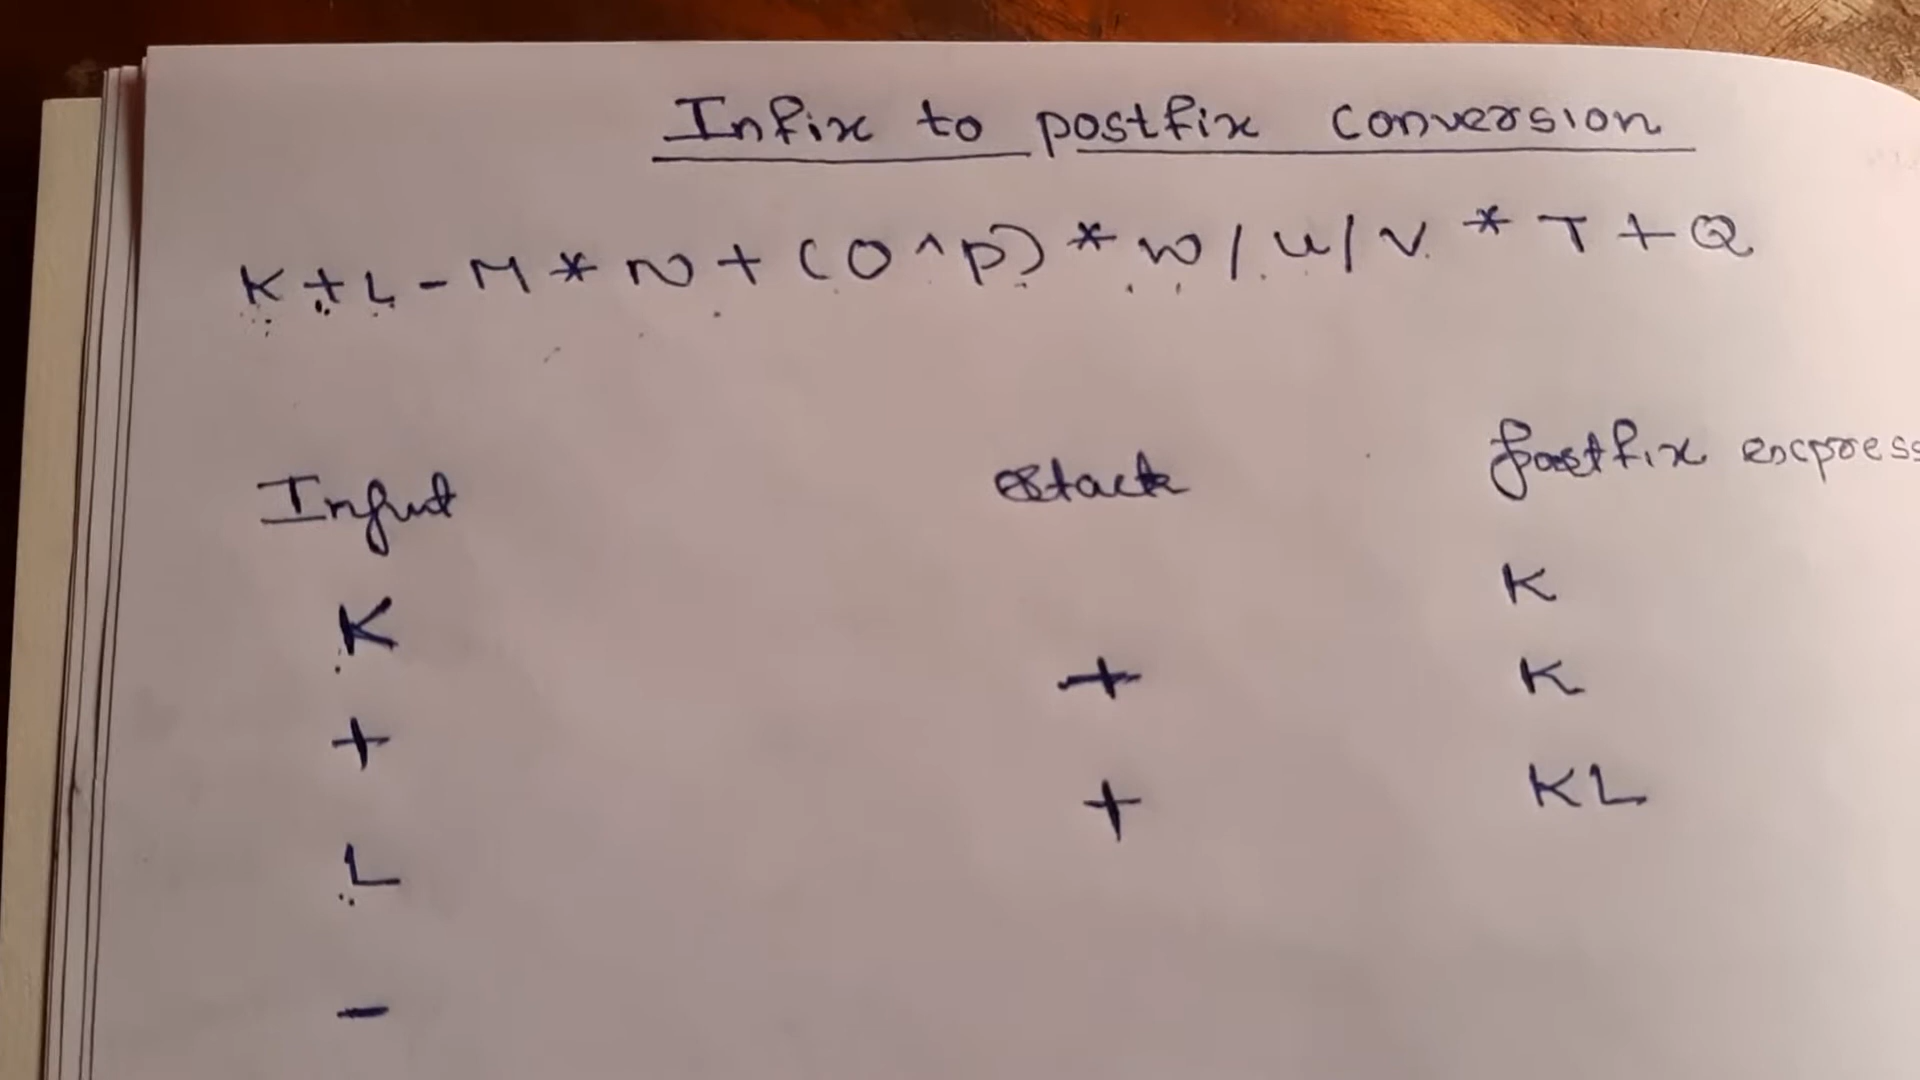 Infix to postfix conversion
K + L - M * N + (O ^ P) * W / U / V * T + Q
Input Stack Postfix express
K K
+ + K
L + KL
-